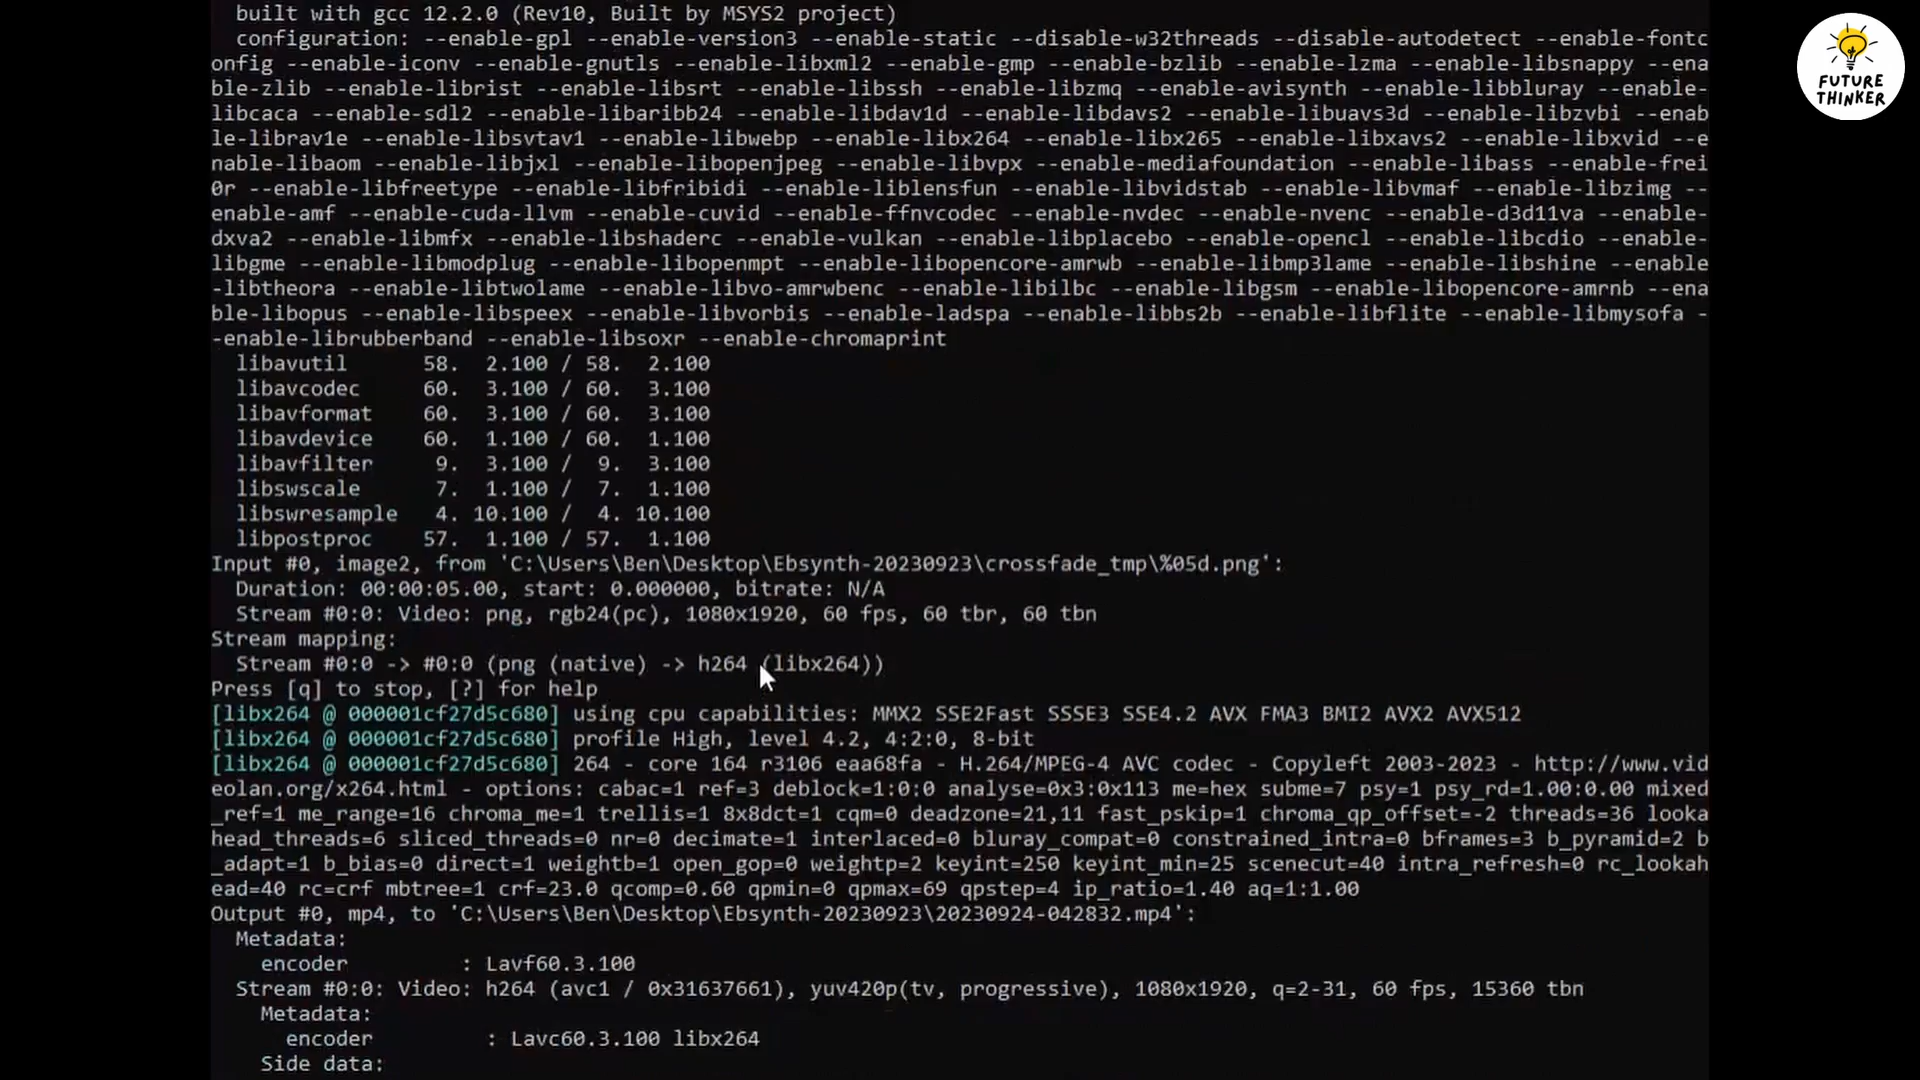 built with gcc 12.2.0 (Rev10, Built by MSYS2 project)
configuration: --enable-gpl --enable-version3 --enable-static --disable-w32threads --disable-autodetect --enable-fontc
onfig --enable-iconv --enable-gnutls --enable-libxml2 --enable-gmp --enable-bzlib --enable-lzma --enable-libsnappy --ena
ble-zlib --enable-librist --enable-libsrt --enable-libssh --enable-libzmq --enable-avisynth --enable-libbluray --enable-
libcaca --enable-sdl2 --enable-libaribb24 --enable-libdav1d --enable-libdavs2 --enable-libuavs3d --enable-libzvbi --enab
le-librav1e --enable-libsvtav1 --enable-libwebp --enable-libx264 --enable-libx265 --enable-libxavs2 --enable-libxvid --e
nable-libaom --enable-libjxl --enable-libopenjpeg --enable-libvpx --enable-mediafoundation --enable-libass --enable-frei
0r --enable-libfreetype --enable-libfribidi --enable-liblensfun --enable-libvidstab --enable-libvmaf --enable-libzimg --
enable-amf --enable-cuda-llvm --enable-cuvid --enable-ffnvcodec --enable-nvdec --enable-nvenc --enable-d3d11va --enable-
dxva2 --enable-libmfx --enable-libshaderc --enable-vulkan --enable-libplacebo --enable-opencl --enable-libcdio --enable-
libgme --enable-libmodplug --enable-libopenmpt --enable-libopencore-amrwb --enable-libmp3lame --enable-libshine --enable
-libtheora --enable-libtwolame --enable-libvo-amrwbenc --enable-libilbc --enable-libgsm --enable-libopencore-amrnb --ena
ble-libopus --enable-libspeex --enable-libvorbis --enable-ladspa --enable-libbs2b --enable-libflite --enable-libmysofa -
-enable-librubberband --enable-libsoxr --enable-chromaprint
libavutil 58. 2.100 / 58. 2.100
libavcodec 60. 3.100 / 60. 3.100
libavformat 60. 3.100 / 60. 3.100
libavdevice 60. 1.100 / 60. 1.100
libavfilter 9. 3.100 / 9. 3.100
libswscale 7. 1.100 / 7. 1.100
libswresample 4. 10.100 / 4. 10.100
libpostproc 57. 1.100 / 57. 1.100
Input #0, image2, from 'C:\Users\Ben\Desktop\Ebsynth-20230923\crossfade_tmp\%05d.png':
Duration: 00:00:05.00, start: 0.000000, bitrate: N/A
Stream #0:0: Video: png, rgb24(pc), 1080x1920, 60 fps, 60 tbr, 60 tbn
Stream mapping:
Stream #0:0 -> #0:0 (png (native) -> h264 (libx264))
Press [q] to stop, [?] for help
[libx264 @ 000001cf27d5c680] using cpu capabilities: MMX2 SSE2Fast SSSE3 SSE4.2 AVX FMA3 BMI2 AVX2 AVX512
[libx264 @ 000001cf27d5c680] profile High, level 4.2, 4:2:0, 8-bit
[libx264 @ 000001cf27d5c680] 264 - core 164 r3106 eaa68fa - H.264/MPEG-4 AVC codec - Copyleft 2003-2023 - http://www.vid
eolan.org/x264.html - options: cabac=1 ref=3 deblock=1:0:0 analyse=0x3:0x113 me=hex subme=7 psy=1 psy_rd=1.00:0.00 mixed
_ref=1 me_range=16 chroma_me=1 trellis=1 8x8dct=1 cqm=0 deadzone=21,11 fast_pskip=1 chroma_qp_offset=-2 threads=36 looka
head_threads=6 sliced_threads=0 nr=0 decimate=1 interlaced=0 bluray_compat=0 constrained_intra=0 bframes=3 b_pyramid=2 b
_adapt=1 b_bias=0 direct=1 weightb=1 open_gop=0 weightp=2 keyint=250 keyint_min=25 scenecut=40 intra_refresh=0 rc_lookah
ead=40 rc=crf mbtree=1 crf=23.0 qcomp=0.60 qpmin=0 qpmax=69 qpstep=4 ip_ratio=1.40 aq=1:1.00
Output #0, mp4, to 'C:\Users\Ben\Desktop\Ebsynth-20230923\20230924-042832.mp4':
Metadata:
encoder : Lavf60.3.100
Stream #0:0: Video: h264 (avc1 / 0x31637661), yuv420p(tv, progressive), 1080x1920, q=2-31, 60 fps, 15360 tbn
Metadata:
encoder : Lavc60.3.100 libx264
Side data:
FUTURE
THINKER